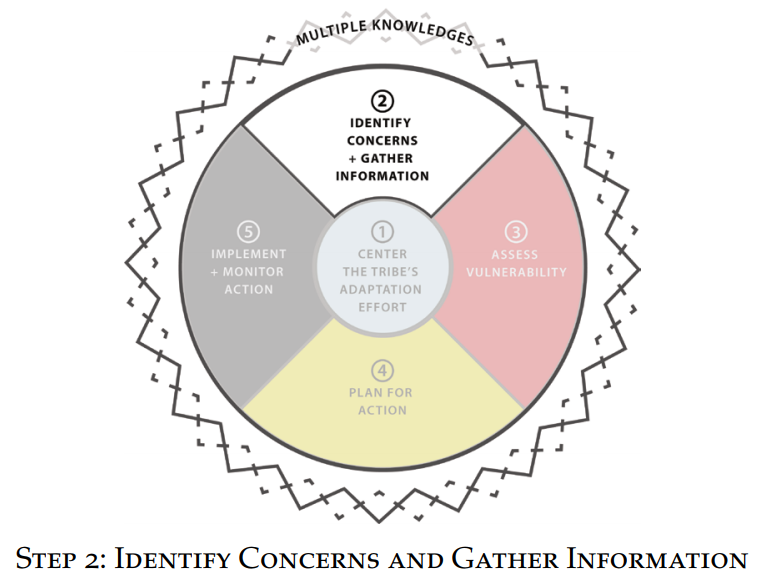 MULTIPLE KNOWLEDGES
②
IDENTIFY
CONCERNS
+ GATHER
INFORMATION
⑤
IMPLEMENT
+ MONITOR
ACTION
①
CENTER
THE TRIBE'S
ADAPTATION
EFFORT
③
ASSESS
VULNERABILITY
④
PLAN FOR
ACTION
STEP 2: IDENTIFY CONCERNS AND GATHER INFORMATION